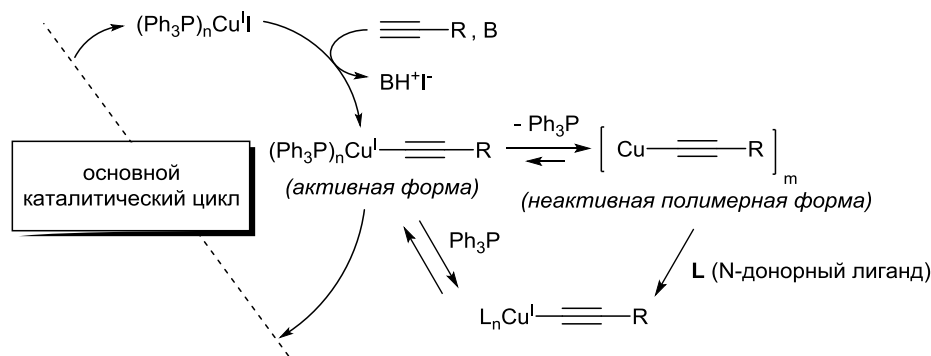 (Ph₃P)ₙCuᴵI
R , B
BH⁺I⁻
(Ph₃P)ₙCuᴵ R
- Ph₃P
[ Cu R ]ₘ
основной
каталитический цикл
(активная форма)
(неактивная полимерная форма)
Ph₃P
L (N-донорный лиганд)
LₙCuᴵ R